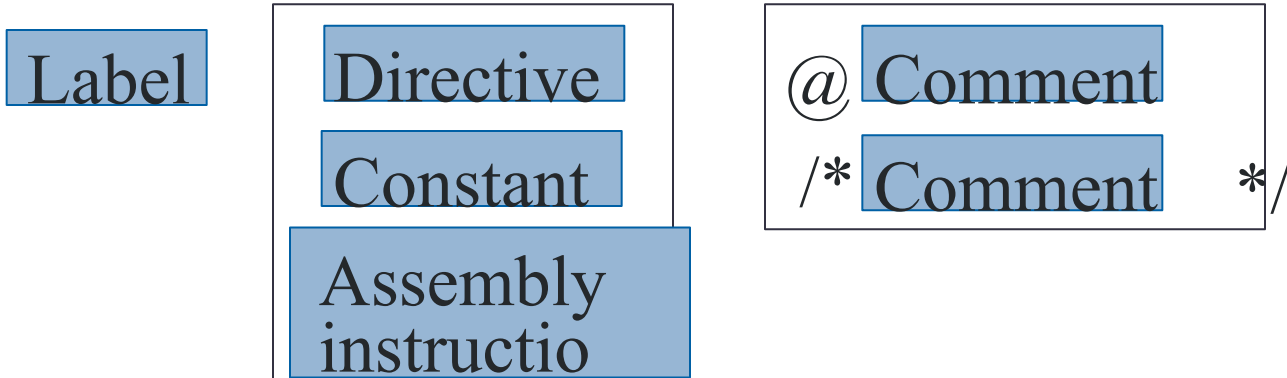 Label
Directive
Constant
Assembly
instructio
@ Comment
/* Comment */